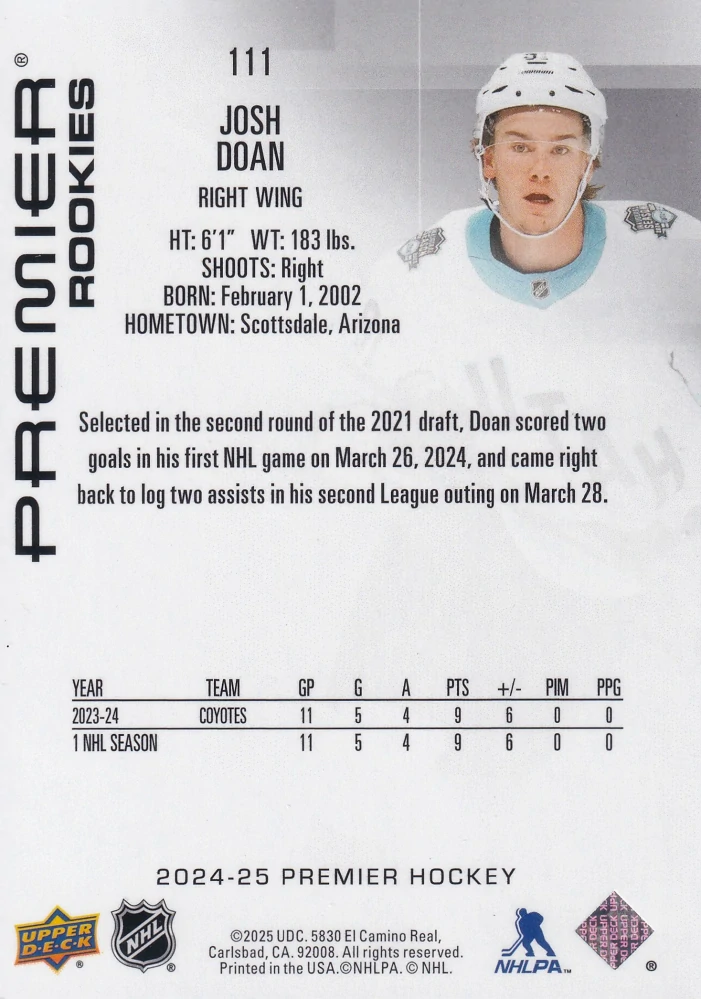 PREMIER®
ROOKIES
111
JOSH
DOAN
RIGHT WING
HT: 6'1" WT: 183 lbs.
SHOOTS: Right
BORN: February 1, 2002
HOMETOWN: Scottsdale, Arizona
Selected in the second round of the 2021 draft, Doan scored two
goals in his first NHL game on March 26, 2024, and came right
back to log two assists in his second League outing on March 28.
YEAR TEAM GP G A PTS +/- PIM PPG
2023-24 COYOTES 11 5 4 9 6 0 0
1 NHL SEASON 11 5 4 9 6 0 0
2024-25 PREMIER HOCKEY
UPPER
D·E·C·K ®
NHL ®
©2025 UDC. 5830 El Camino Real,
Carlsbad, CA. 92008. All rights reserved.
Printed in the USA.©NHLPA. © NHL.
NHLPA™
UPPER DECK
®